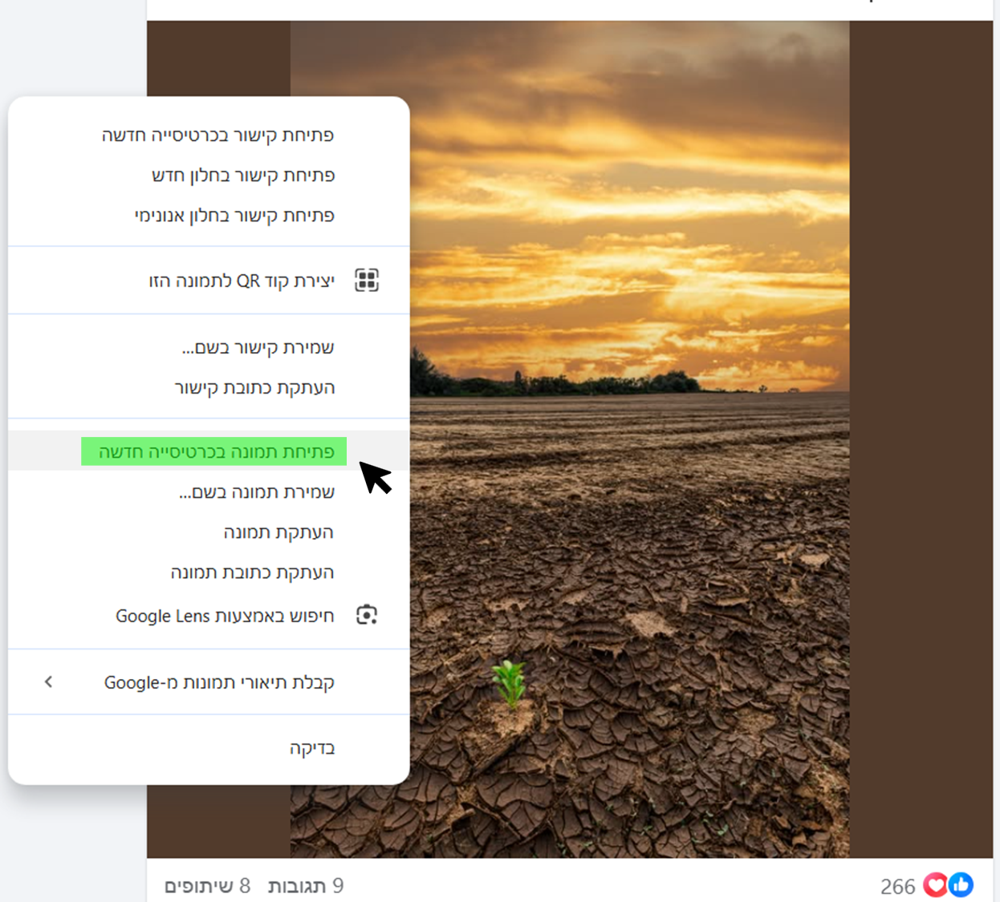 פתיחת קישור בכרטיסייה חדשה
פתיחת קישור בחלון חדש
פתיחת קישור בחלון אנונימי
יצירת קוד QR לתמונה הזו
שמירת קישור בשם...
העתקת כתובת קישור
פתיחת תמונה בכרטיסייה חדשה
שמירת תמונה בשם...
העתקת תמונה
העתקת כתובת תמונה
חיפוש באמצעות Google Lens
קבלת תיאורי תמונות מ-Google
בדיקה
266
9 תגובות 8 שיתופים